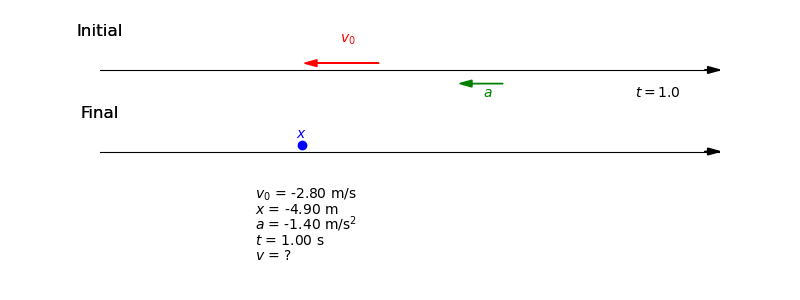 Initial
v₀
a
t = 1.0
Final
x
v₀ = -2.80 m/s
x = -4.90 m
a = -1.40 m/s²
t = 1.00 s
v = ?